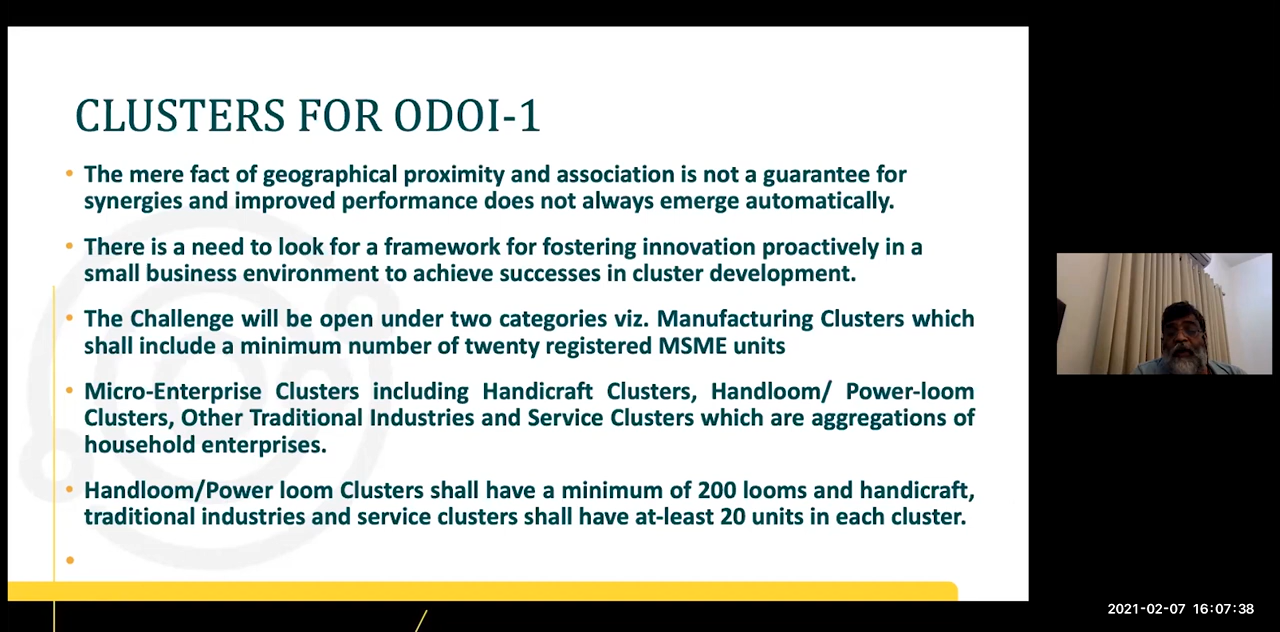 CLUSTERS FOR ODOI-1
• The mere fact of geographical proximity and association is not a guarantee for
synergies and improved performance does not always emerge automatically.
• There is a need to look for a framework for fostering innovation proactively in a
small business environment to achieve successes in cluster development.
• The Challenge will be open under two categories viz. Manufacturing Clusters which
shall include a minimum number of twenty registered MSME units
• Micro-Enterprise Clusters including Handicraft Clusters, Handloom/ Power-loom
Clusters, Other Traditional Industries and Service Clusters which are aggregations of
household enterprises.
• Handloom/Power loom Clusters shall have a minimum of 200 looms and handicraft,
traditional industries and service clusters shall have at-least 20 units in each cluster.
•
2021-02-07 16:07:38